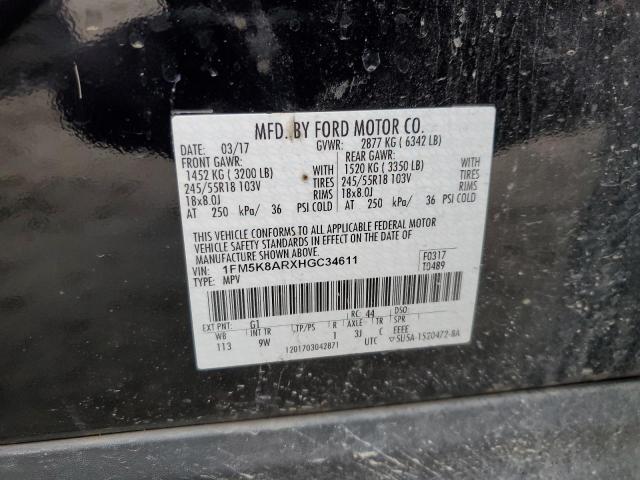 MFD. BY FORD MOTOR CO.
DATE: 03/17 GVWR: 2877 KG ( 6342 LB)
FRONT GAWR: REAR GAWR:
1452 KG ( 3200 LB) WITH 1520 KG ( 3350 LB) WITH
245/55R18 103V TIRES 245/55R18 103V TIRES
18x8.0J RIMS 18x8.0J RIMS
AT 250 kPa/ 36 PSI COLD AT 250 kPa/ 36 PSI COLD
THIS VEHICLE CONFORMS TO ALL APPLICABLE FEDERAL MOTOR
VEHICLE SAFETY STANDARDS IN EFFECT ON THE DATE OF
MANUFACTURE SHOWN ABOVE.
VIN: 1FM5K8ARXHGC34611 F0317
TYPE: MPV T0489
EXT PNT: G1 RC: 44 DSO:
WB INT TR TP/PS R AXLE TR SPR
113 9W 1 3J C EEEE
1201703042871 UTC ▽5U5A-1520472-BA